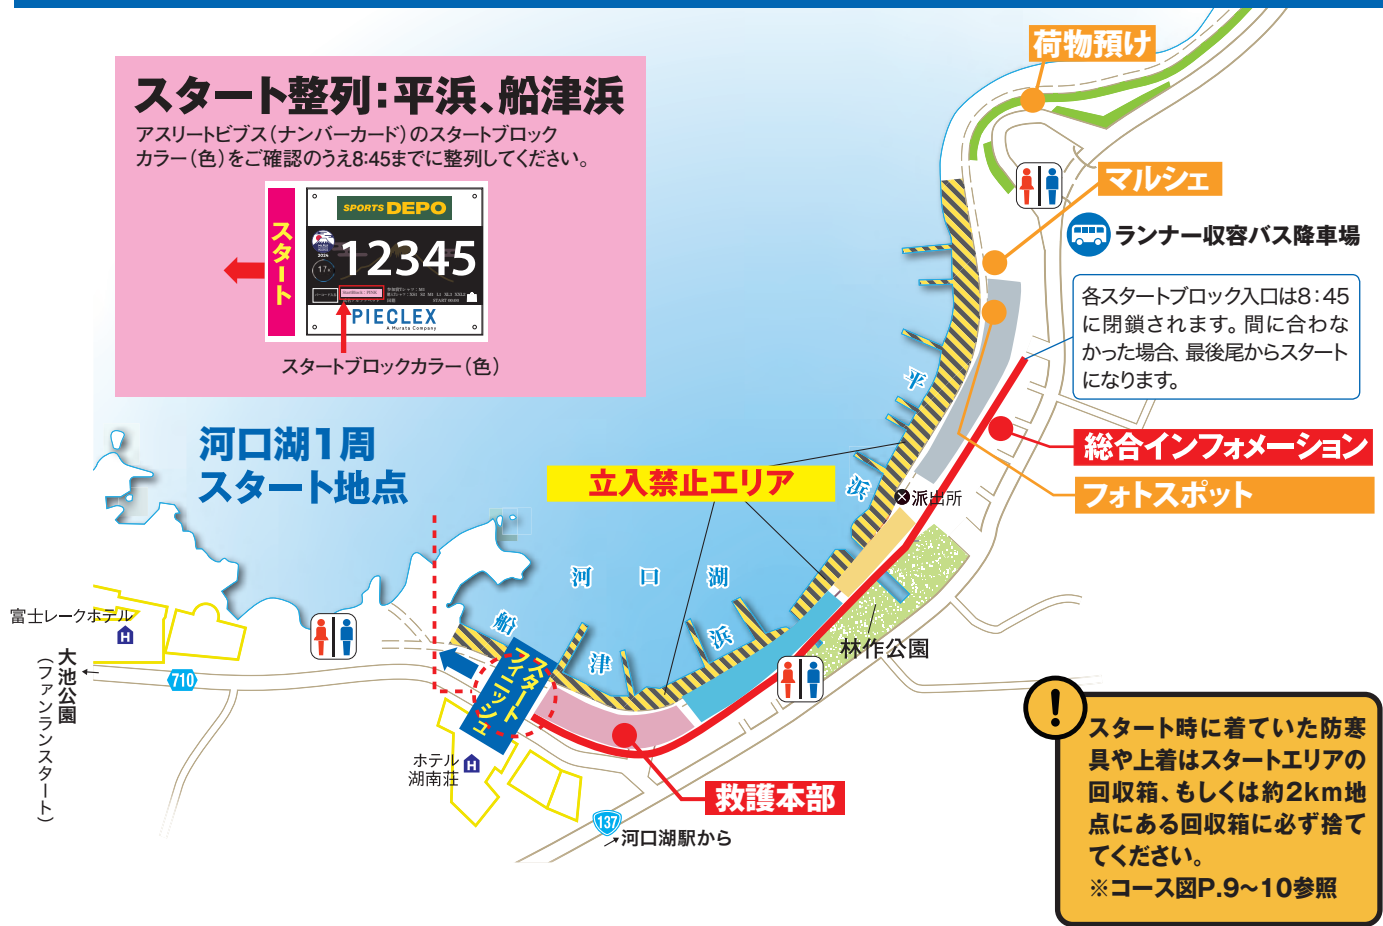 スタート整列：平浜、船津浜
アスリートビブス（ナンバーカード）のスタートブロック
カラー（色）をご確認のうえ8:45までに整列してください。
スタート
SPORTS DEPO
12345
PIECLEX
A Murata Company
スタートブロックカラー（色）
荷物預け
マルシェ
ランナー収容バス降車場
各スタートブロック入口は8：45
に閉鎖されます。間に合わな
かった場合、最後尾からスタート
になります。
総合インフォメーション
フォトスポット
河口湖1周
スタート地点
立入禁止エリア
平
浜
派出所
河口湖
船
津
浜
林作公園
富士レークホテル
H
大池公園
（ファンランスタート）
710
スタート
フィニッシュ
ホテル
湖南荘
H
救護本部
137
河口湖駅から
!
スタート時に着ていた防寒
具や上着はスタートエリアの
回収箱、もしくは約2km地
点にある回収箱に必ず捨て
てください。
※コース図P.9〜10参照